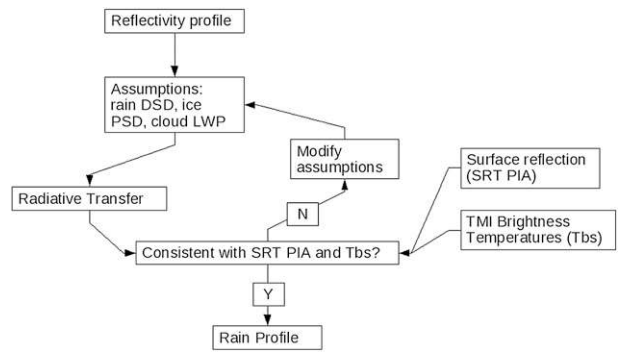 Reflectivity profile
Assumptions:
rain DSD, ice
PSD, cloud LWP
Modify
assumptions
Surface reflection
(SRT PIA)
Radiative Transfer
N
TMI Brightness
Temperatures (Tbs)
Consistent with SRT PIA and Tbs?
Y
Rain Profile